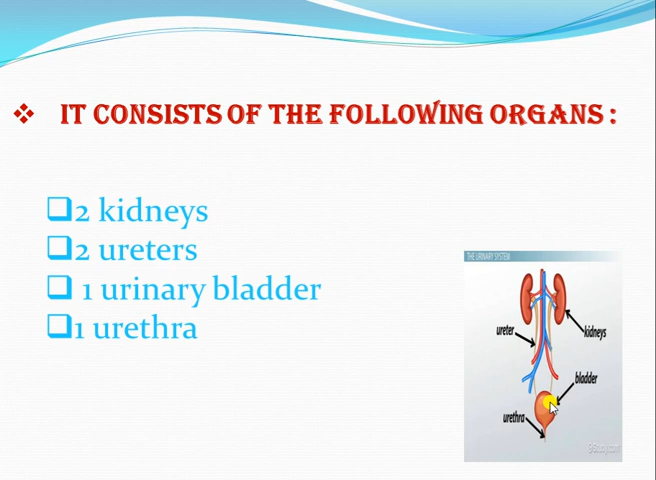 IT CONSISTS OF THE FOLLOWING ORGANS :
2 kidneys
2 ureters
1 urinary bladder
1 urethra
THE URINARY SYSTEM
ureter
kidneys
bladder
urethra